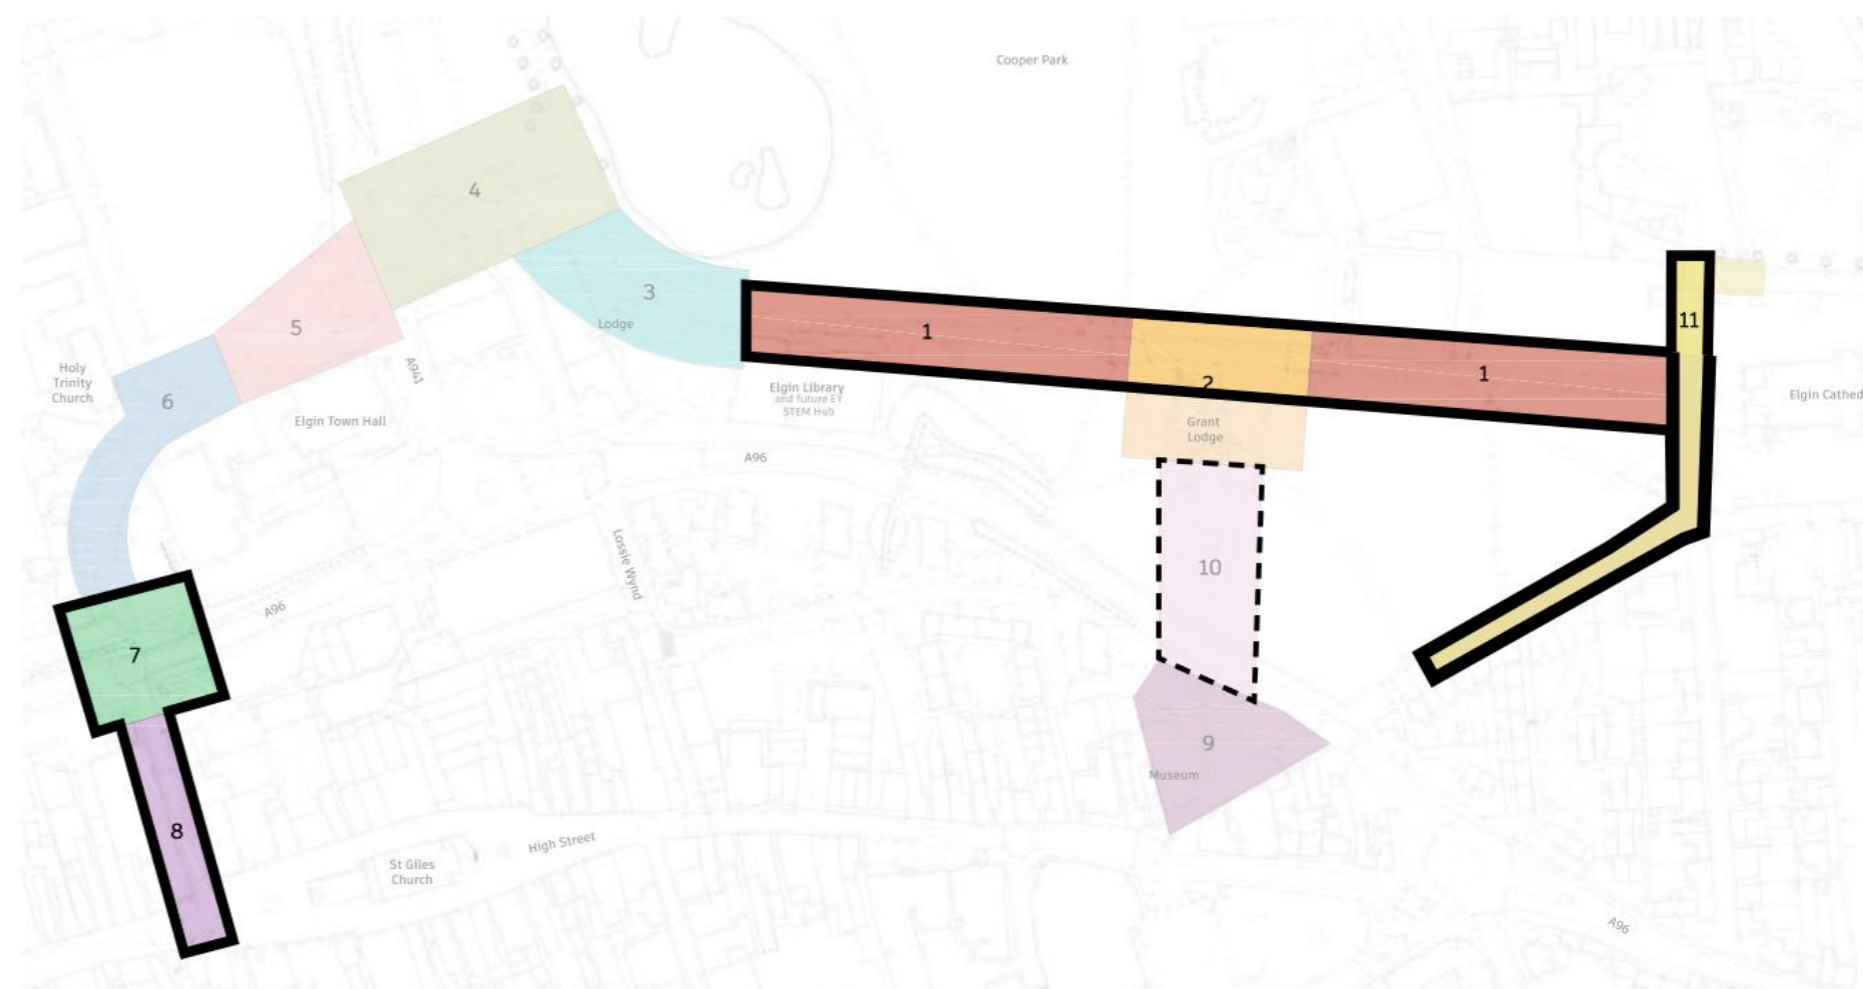 Cooper Park
4
3
Lodge
5
A941
Holy
Trinity
Church
6
Elgin Town Hall
1
2
1
11
Elgin Library
and future EY
STEM Hub
Elgin Cathed
Grant
Lodge
A96
Lossie Wynd
10
A96
7
9
Museum
8
High Street
St Giles
Church
A96